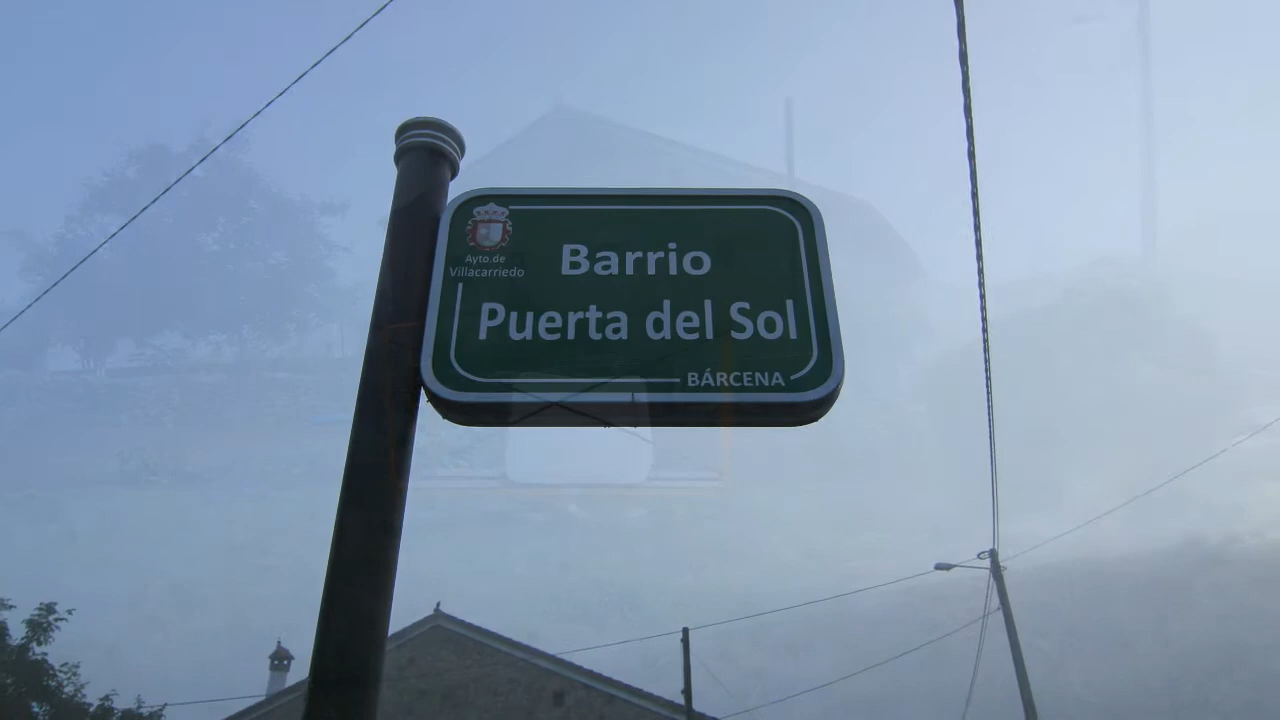 Ayto.de
Villacarriedo
Barrio
Puerta del Sol
BÁRCENA